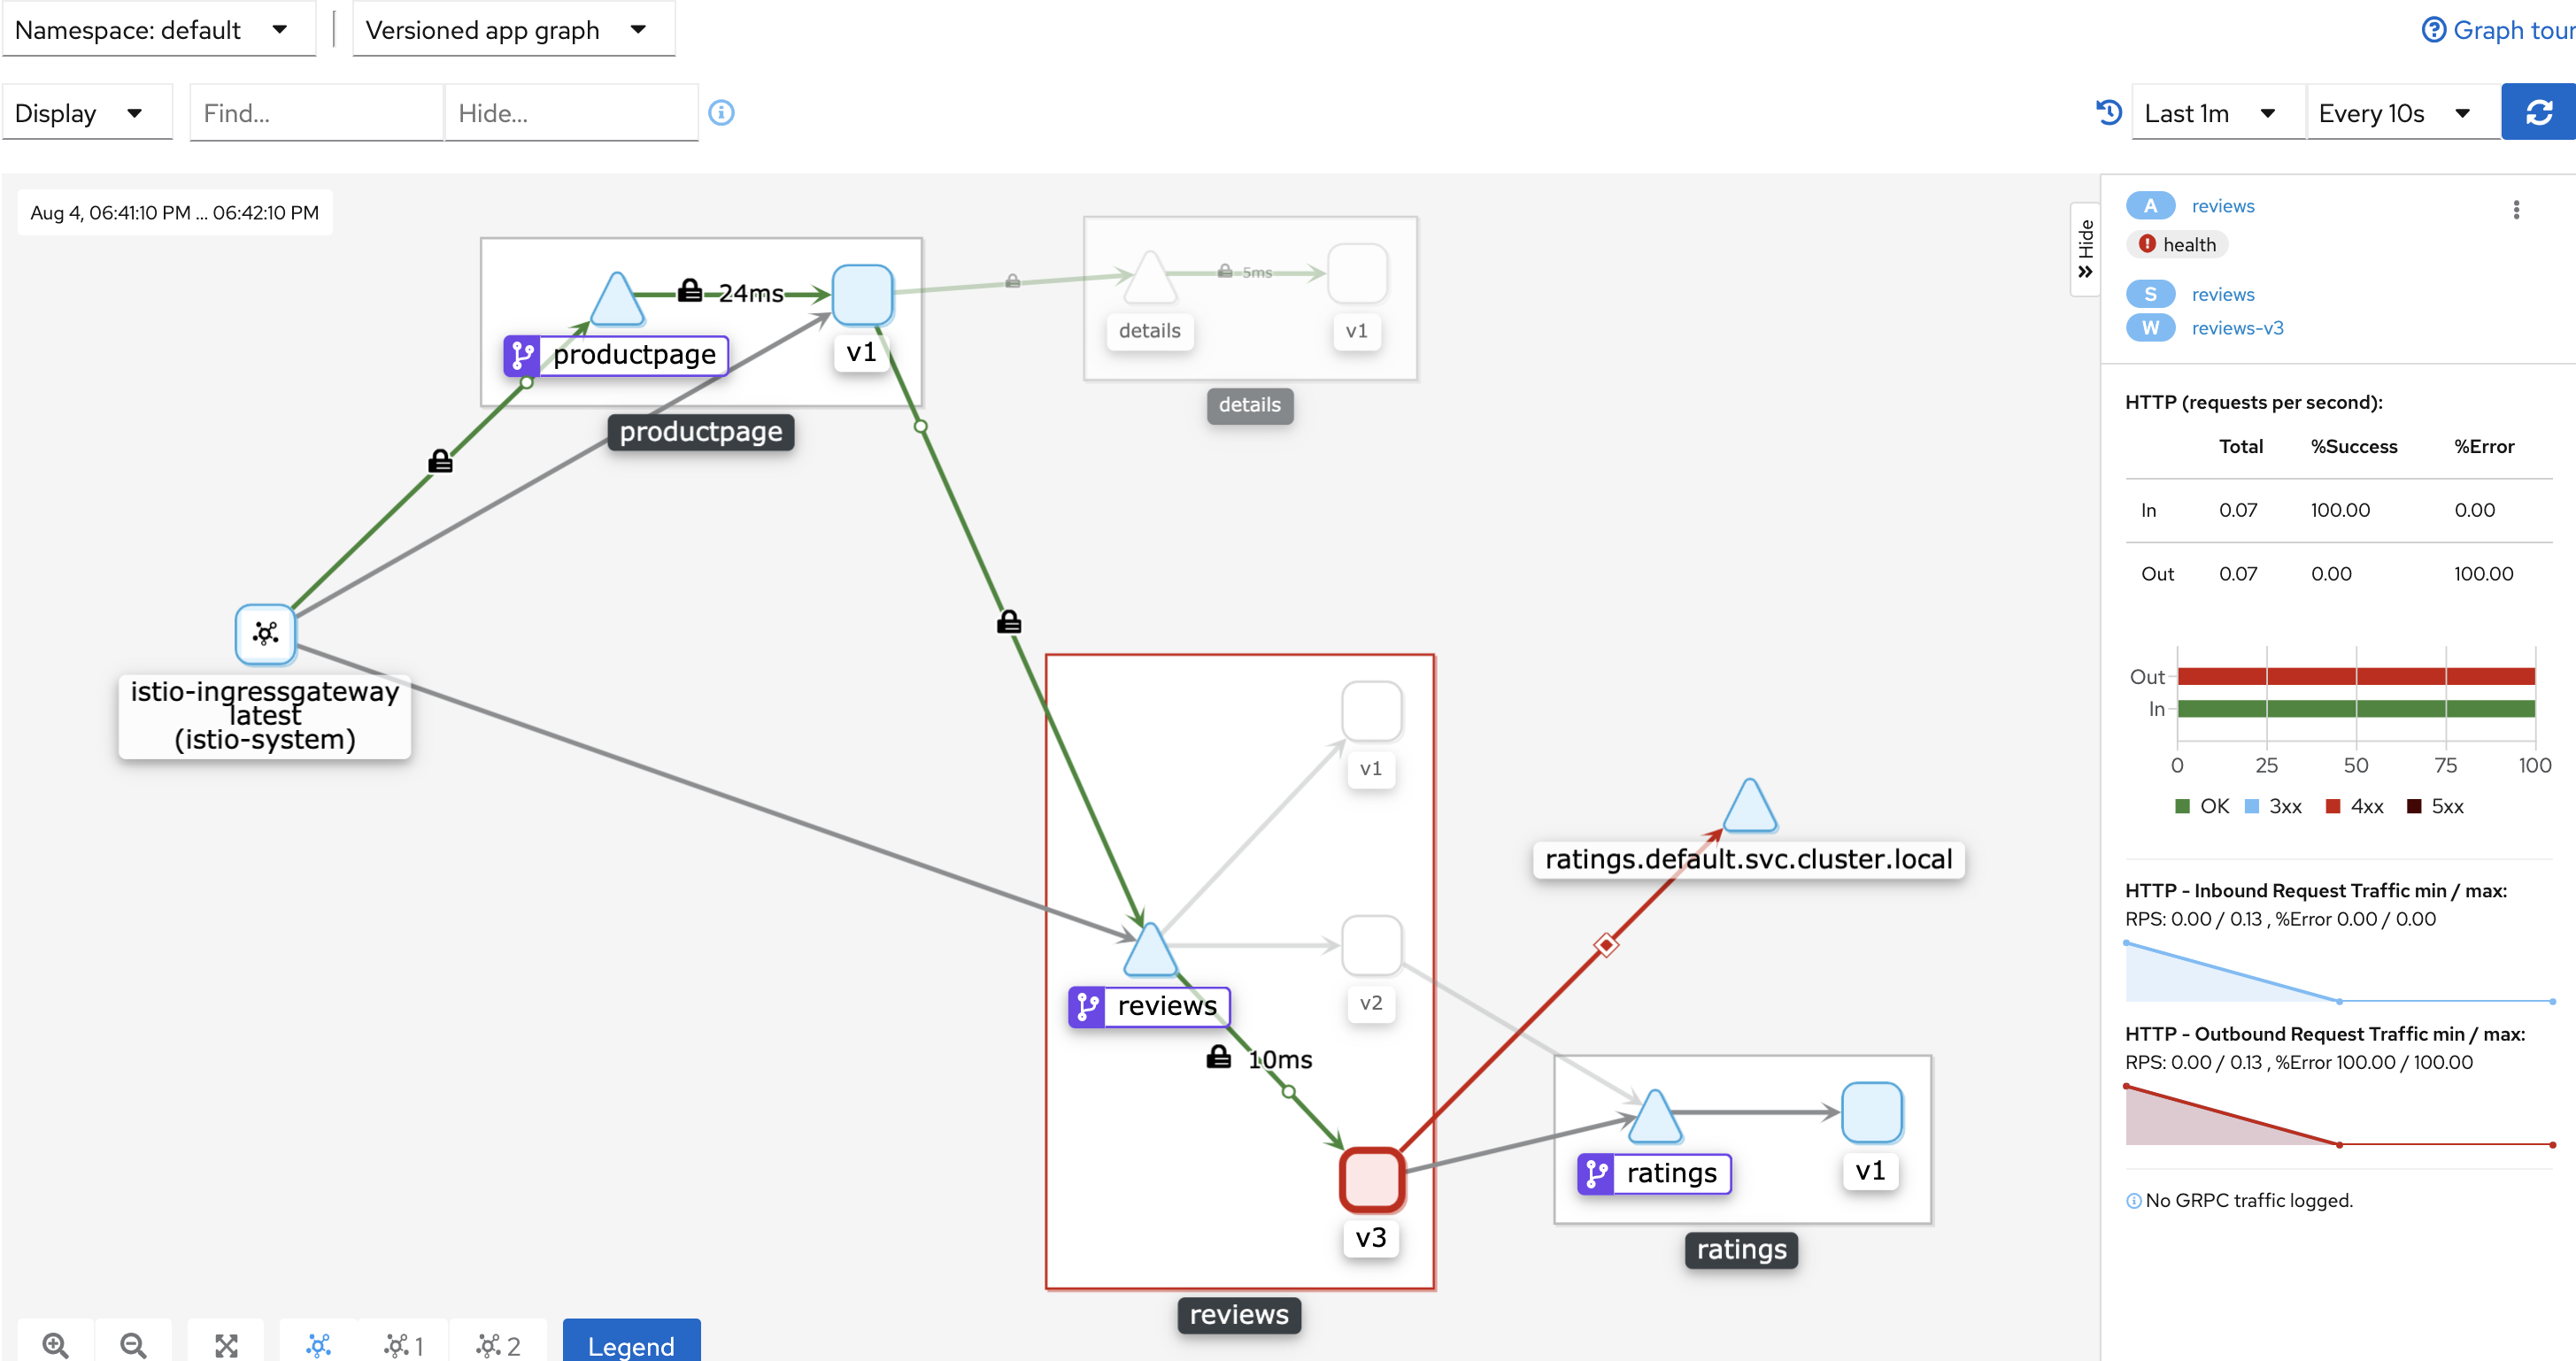 Namespace: default
Versioned app graph
Graph tour
Display
Find...
Hide...
Last 1m
Every 10s
Aug 4, 06:41:10 PM ... 06:42:10 PM
24ms
productpage
v1
productpage
5ms
details
v1
details
istio-ingressgateway
latest
(istio-system)
v1
v2
reviews
10ms
v3
reviews
ratings.default.svc.cluster.local
ratings
v1
ratings
1
2
Legend
Hide
A reviews
health
S reviews
W reviews-v3
HTTP (requests per second):
Total %Success %Error
In 0.07 100.00 0.00
Out 0.07 0.00 100.00
Out
In
0 25 50 75 100
OK 3xx 4xx 5xx
HTTP - Inbound Request Traffic min / max:
RPS: 0.00 / 0.13 , %Error 0.00 / 0.00
HTTP - Outbound Request Traffic min / max:
RPS: 0.00 / 0.13 , %Error 100.00 / 100.00
No GRPC traffic logged.